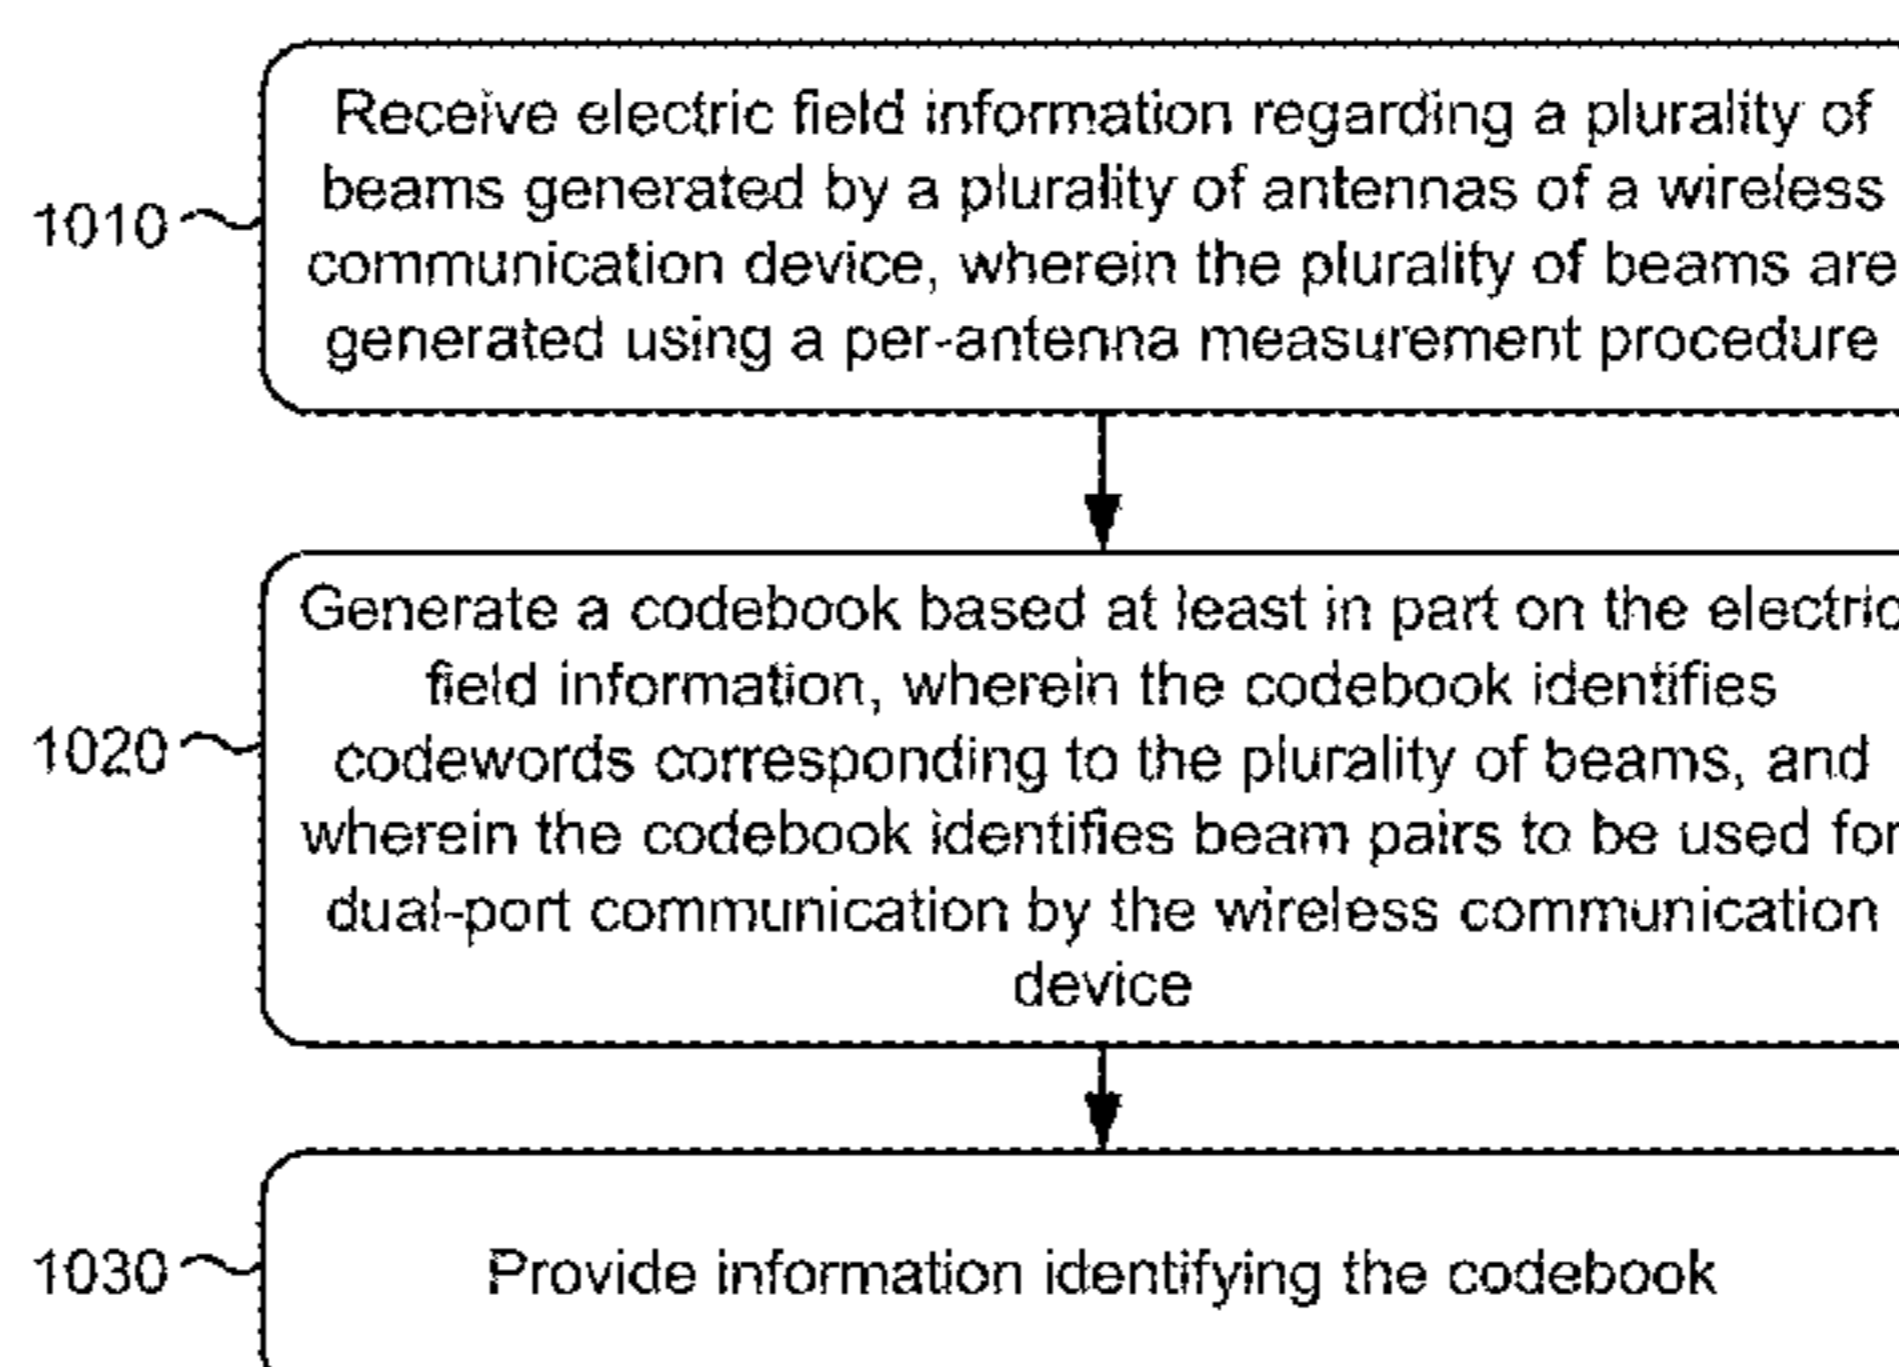 Receive electric field information regarding a plurality of
beams generated by a plurality of antennas of a wireless
1010
communication device, wherein the plurality of beams are
generated using a per-antenna measurement procedure
Generate a codebook based at least in part on the electric
field information, wherein the codebook identifies
1020
codewords corresponding to the plurality of beams, and
wherein the codebook identifies beam pairs to be used for
dual-port communication by the wireless communication
device
1030
Provide information identifying the codebook